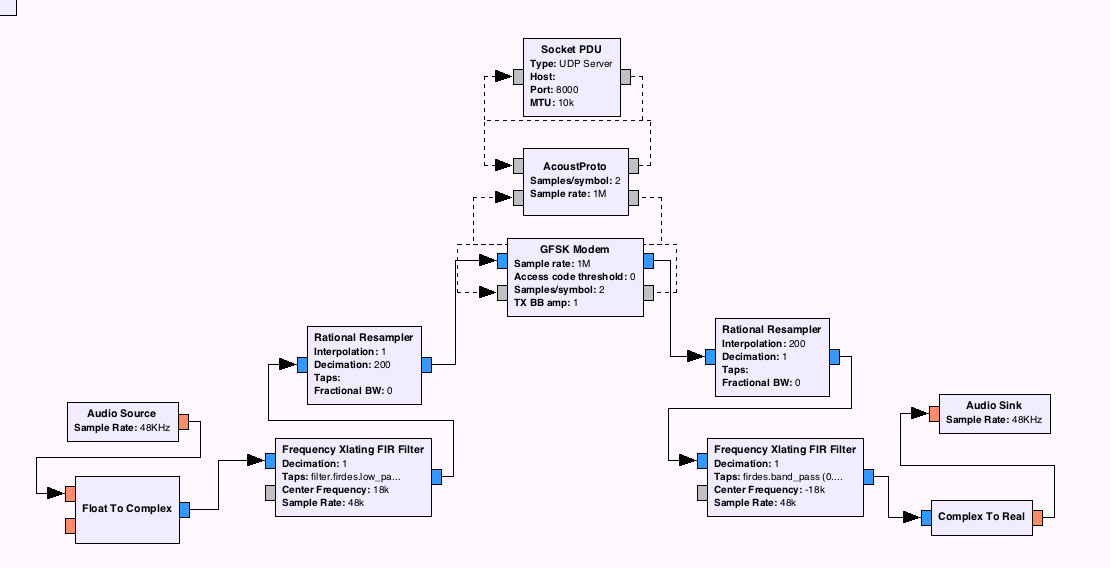 Socket PDU
Type: UDP Server
Host:
Port: 8000
MTU: 10k
AcoustProto
Samples/symbol: 2
Sample rate: 1M
GFSK Modem
Sample rate: 1M
Access code threshold: 0
Samples/symbol: 2
TX BB amp: 1
Rational Resampler
Interpolation: 1
Decimation: 200
Taps:
Fractional BW: 0
Rational Resampler
Interpolation: 200
Decimation: 1
Taps:
Fractional BW: 0
Audio Source
Sample Rate: 48KHz
Audio Sink
Sample Rate: 48KHz
Float To Complex
Frequency Xlating FIR Filter
Decimation: 1
Taps: filter.firdes.low_pa...
Center Frequency: 18k
Sample Rate: 48k
Frequency Xlating FIR Filter
Decimation: 1
Taps: firdes.band_pass (0....
Center Frequency: -18k
Sample Rate: 48k
Complex To Real